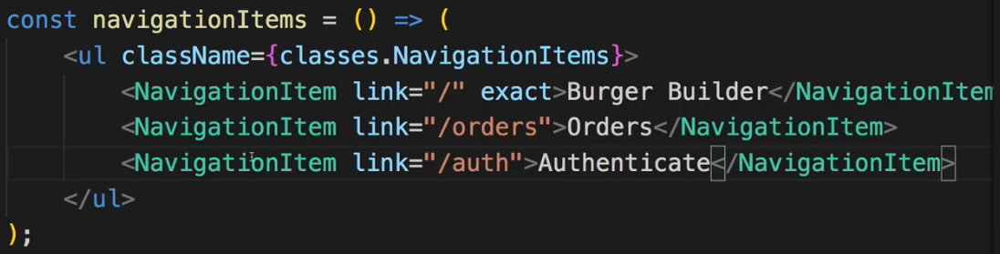 const navigationItems = () => (
<ul className={classes.NavigationItems}>
<NavigationItem link="/" exact>Burger Builder</NavigationItem
<NavigationItem link="/orders">Orders</NavigationItem>
<NavigationItem link="/auth">Authenticate</NavigationItem>
</ul>
);